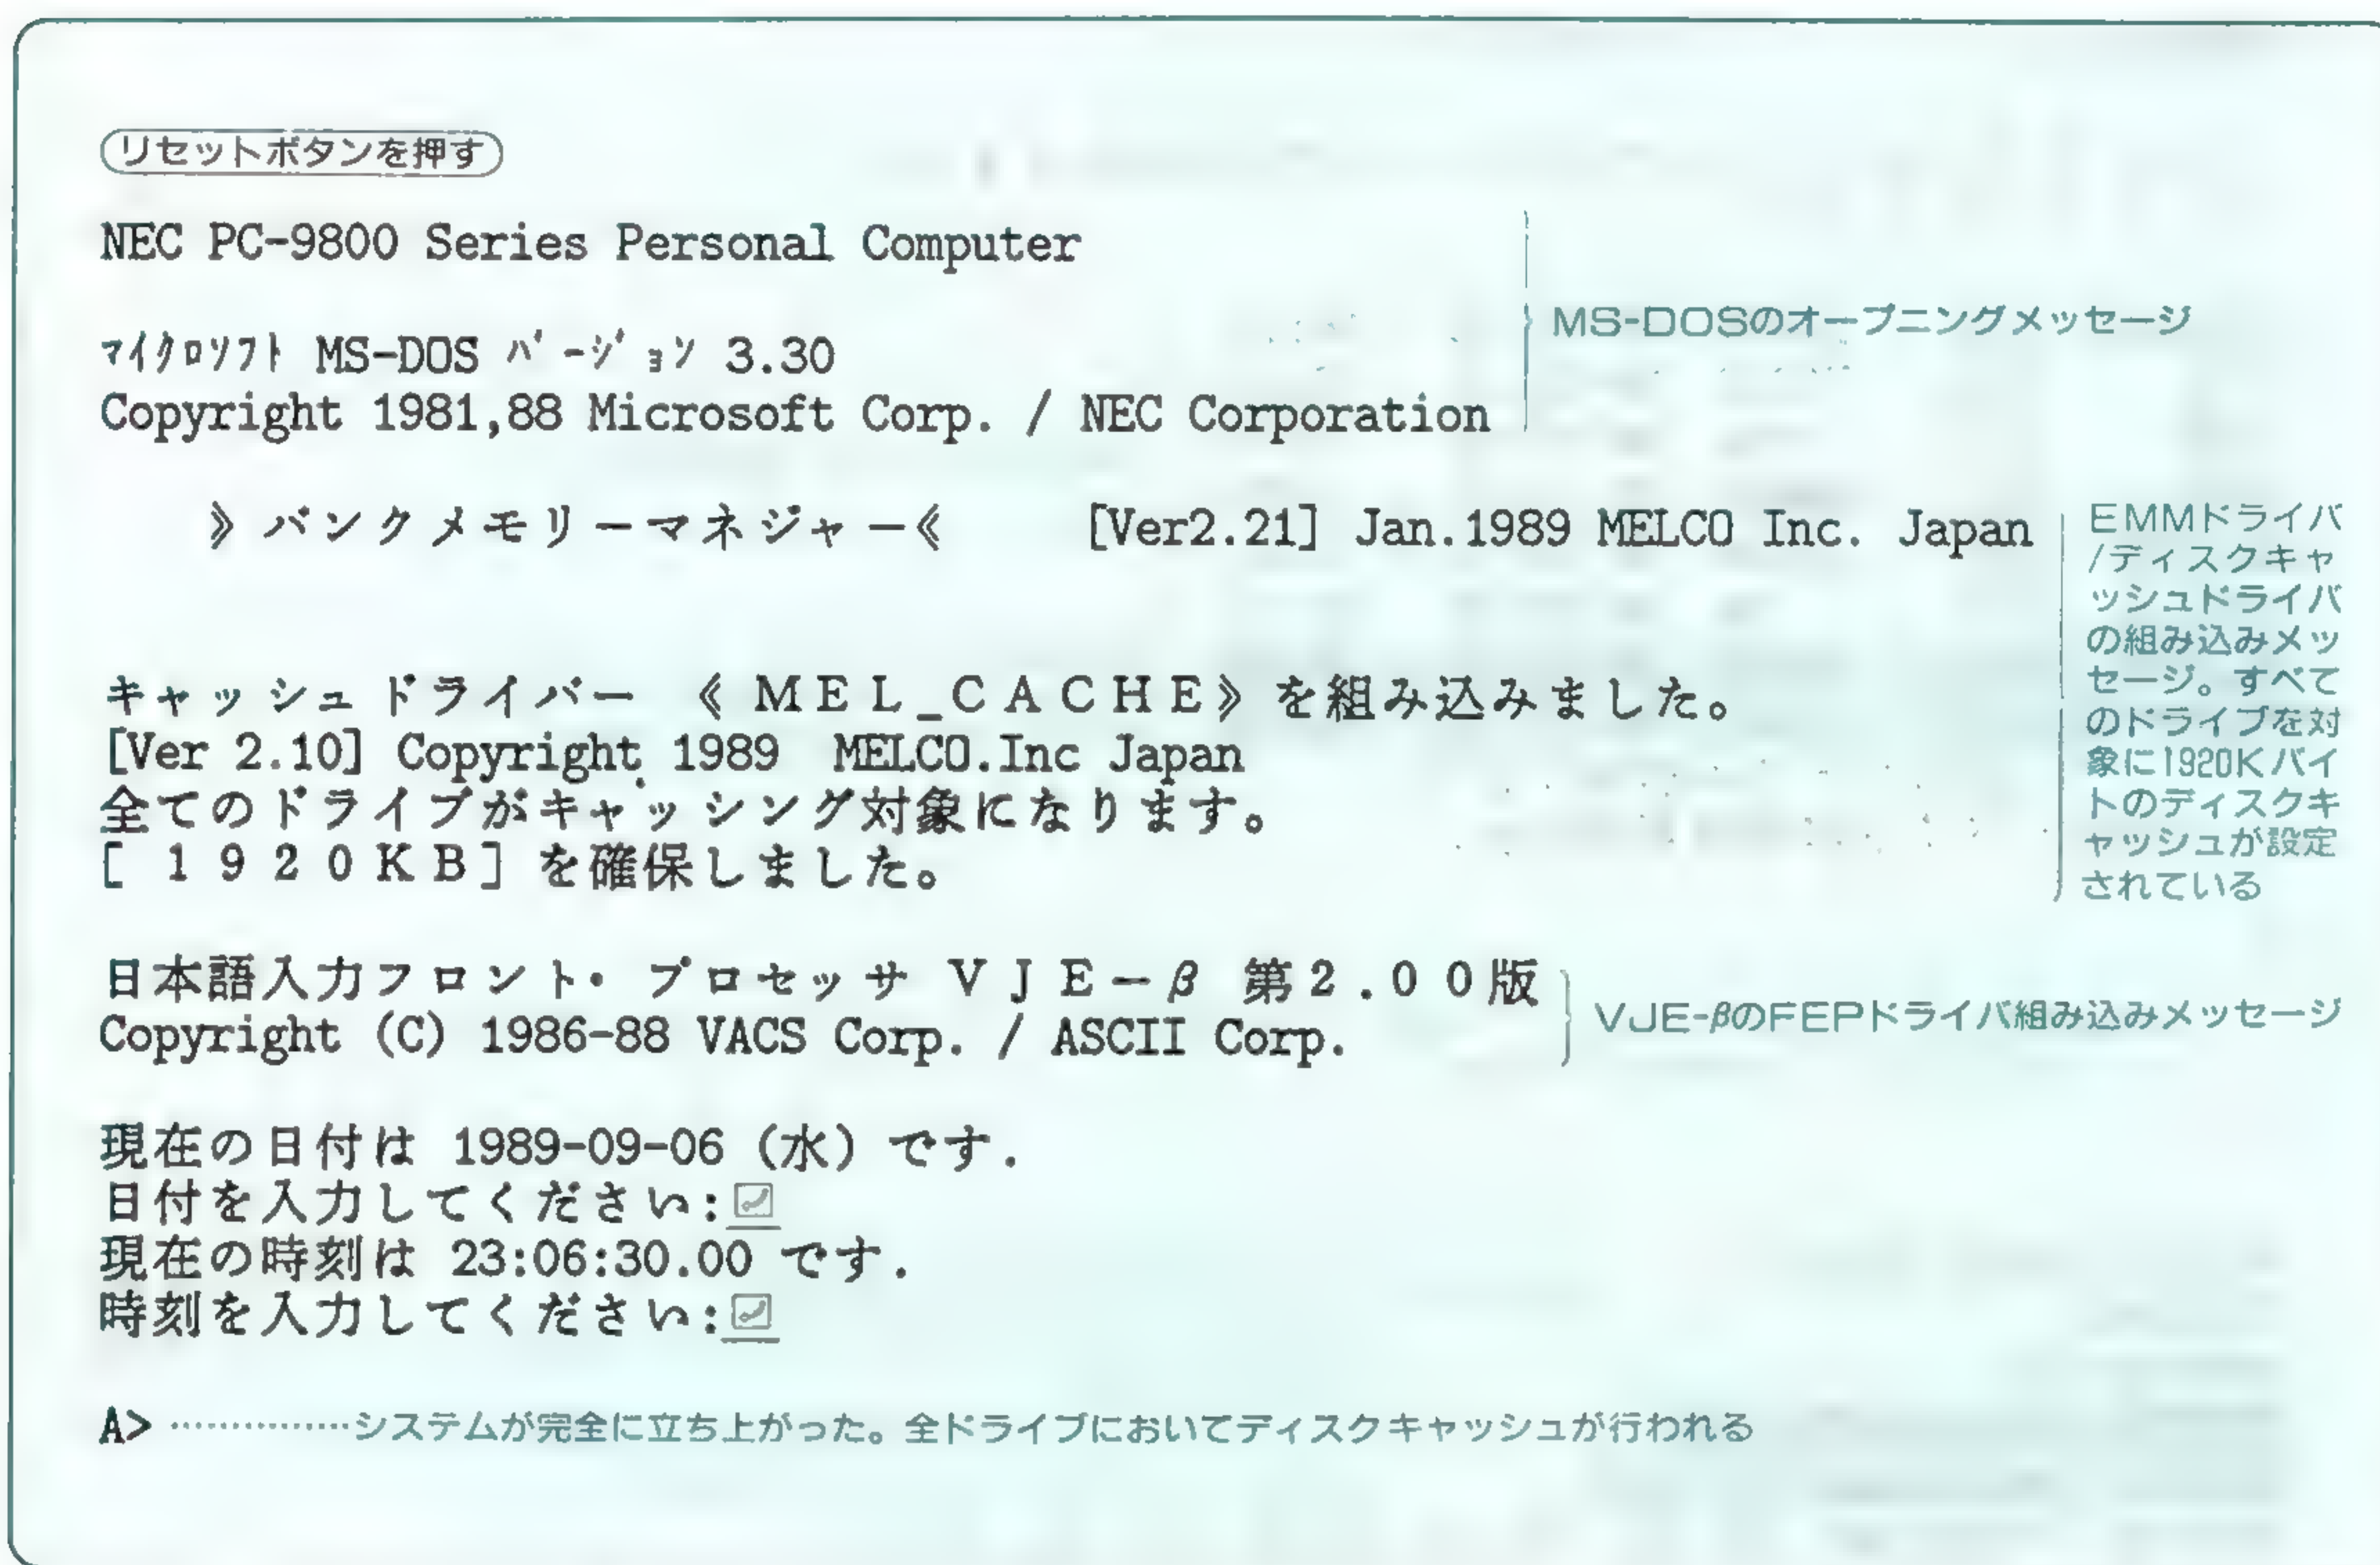 リセットボタンを押す
NEC PC-9800 Series Personal Computer
ﾏｲｸﾛｿﾌﾄ MS-DOS ﾊﾞｰｼﾞｮﾝ 3.30
Copyright 1981,88 Microsoft Corp. / NEC Corporation
MS-DOSのオープニングメッセージ
》バンクメモリーマネジャー《 [Ver2.21] Jan.1989 MELCO Inc. Japan
キャッシュドライバー 《ＭＥＬ_ＣＡＣＨＥ》を組み込みました。
[Ver 2.10] Copyright 1989 MELCO.Inc Japan
全てのドライブがキャッシング対象になります。
[ １９２０ＫＢ] を確保しました。
EMMドライバ
/ディスクキャ
ッシュドライバ
の組み込みメッ
セージ。すべて
のドライブを対
象に1920Kバイ
トのディスクキ
ャッシュが設定
されている
日本語入力フロント・プロセッサ ＶＪＥ－β 第２.００版
Copyright (C) 1986-88 VACS Corp. / ASCII Corp.
VJE-βのFEPドライバ組み込みメッセージ
現在の日付は 1989-09-06 (水) です.
日付を入力してください:
現在の時刻は 23:06:30.00 です.
時刻を入力してください:
A> ……………システムが完全に立ち上がった。全ドライブにおいてディスクキャッシュが行われる